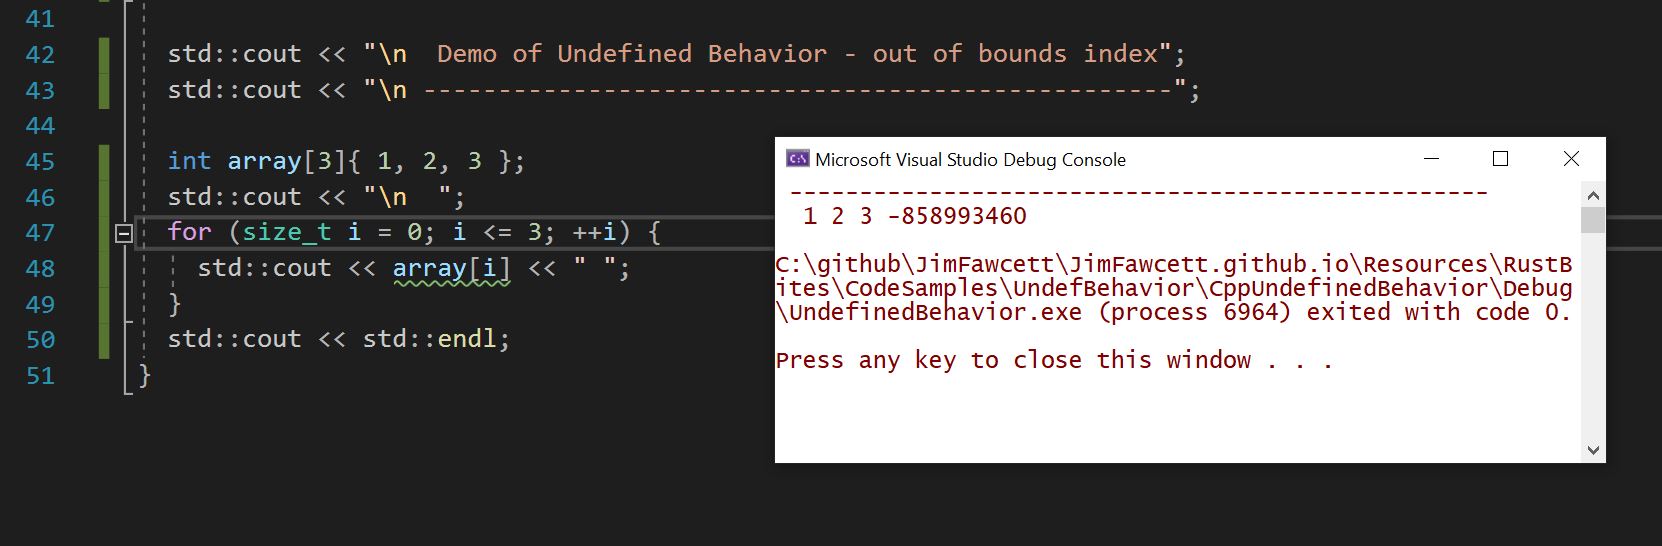 41
42 std::cout << "\n  Demo of Undefined Behavior - out of bounds index";
43 std::cout << "\n --------------------------------------------------";
44
45 int array[3]{ 1, 2, 3 };
46 std::cout << "\n  ";
47 for (size_t i = 0; i <= 3; ++i) {
48 std::cout << array[i] << " ";
49 }
50 std::cout << std::endl;
51 }
C:\ Microsoft Visual Studio Debug Console
--------------------------------------------------
1 2 3 -858993460
C:\github\JimFawcett\JimFawcett.github.io\Resources\RustB
ites\CodeSamples\UndefBehavior\CppUndefinedBehavior\Debug
\UndefinedBehavior.exe (process 6964) exited with code 0.
Press any key to close this window . . .